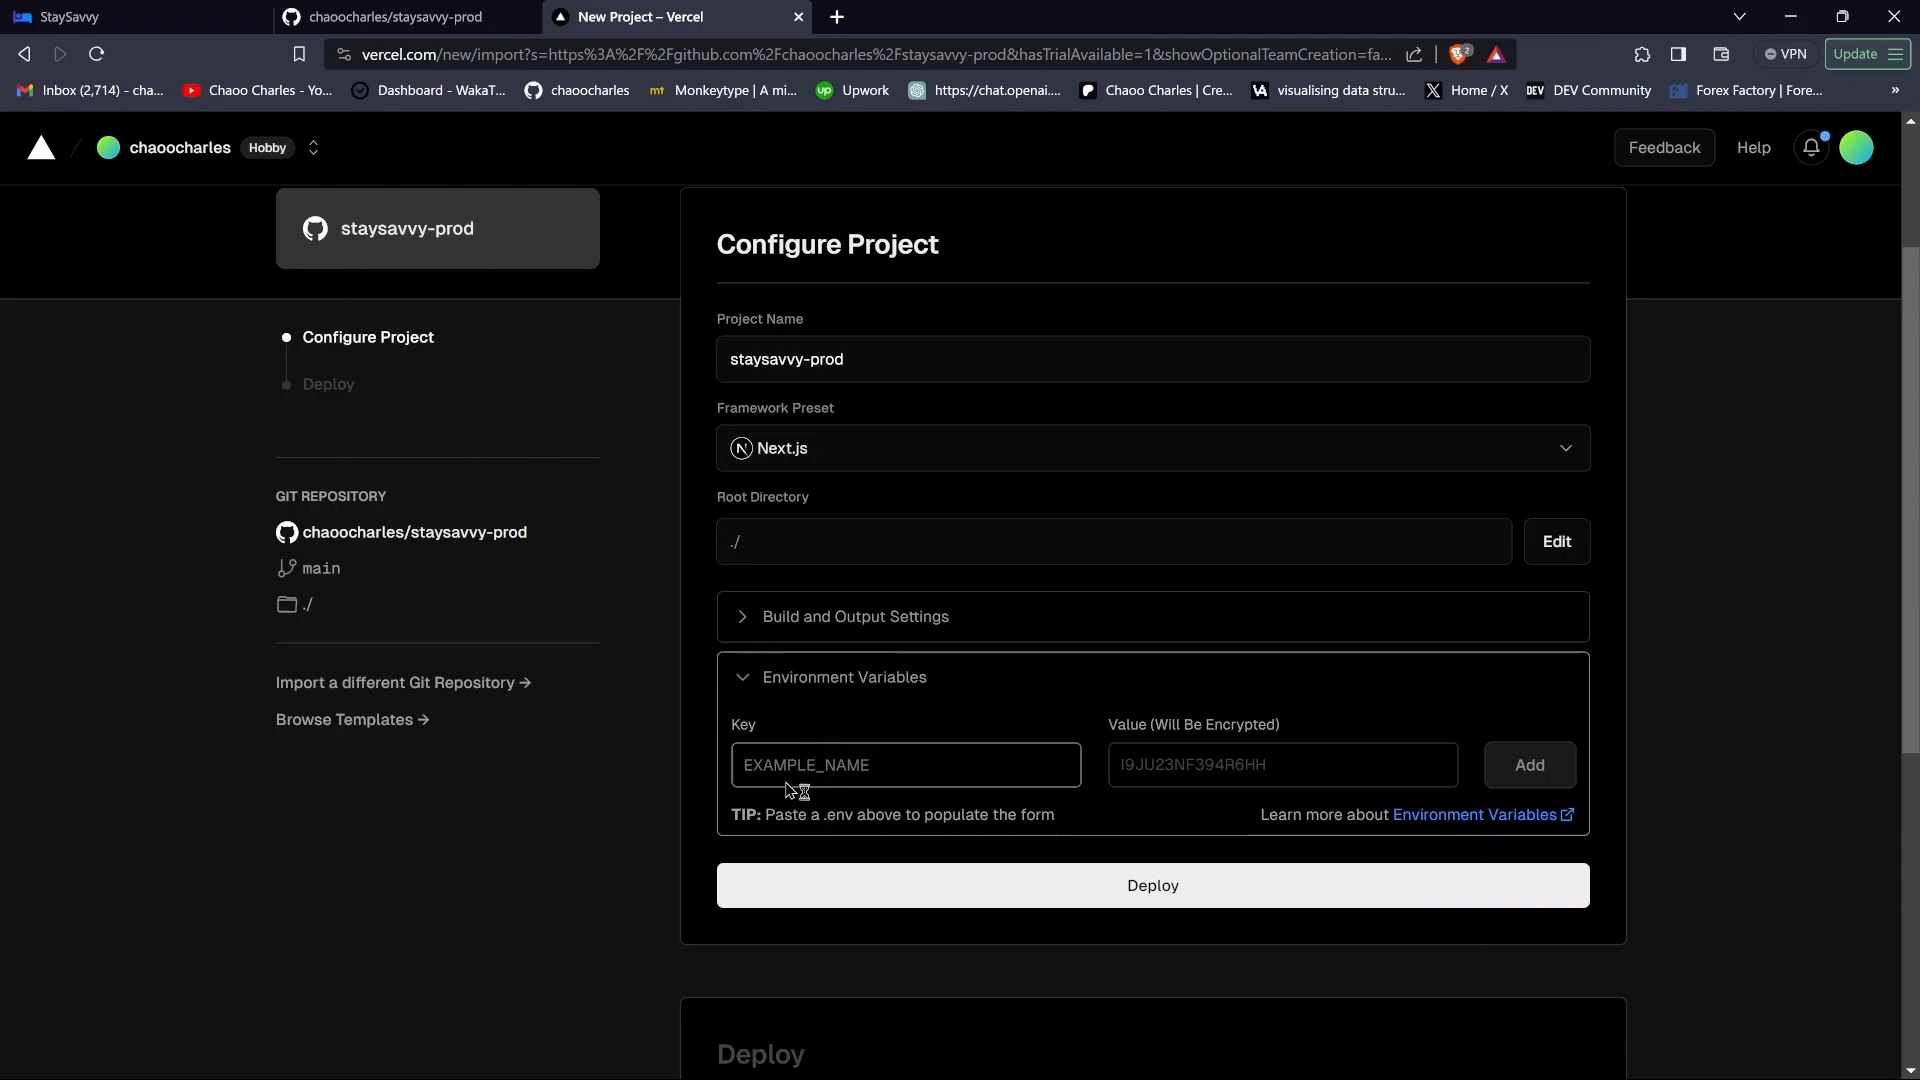 StaySavvy
chaoocharles/staysavvy-prod
New Project – Vercel
vercel.com/new/import?s=https%3A%2F%2Fgithub.com%2Fchaoocharles%2Fstaysavvy-prod&hasTrialAvailable=1&showOptionalTeamCreation=fa...
2
VPN
Update
Inbox (2,714) - cha...
Chaoo Charles - Yo...
Dashboard - WakaT...
chaoocharles
mt
Monkeytype | A mi...
up
Upwork
https://chat.openai....
Chaoo Charles | Cre...
VA
visualising data stru...
Home / X
DEV
DEV Community
Forex Factory | Fore...
»
chaoocharles
Hobby
Feedback
Help
staysavvy-prod
Configure Project
Deploy
GIT REPOSITORY
chaoocharles/staysavvy-prod
main
./
Import a different Git Repository →
Browse Templates →
Configure Project
Project Name
staysavvy-prod
Framework Preset
N
Next.js
Root Directory
./
Edit
Build and Output Settings
Environment Variables
Key
Value (Will Be Encrypted)
EXAMPLE_NAME
I9JU23NF394R6HH
Add
TIP: Paste a .env above to populate the form
Learn more about Environment Variables
Deploy
Deploy